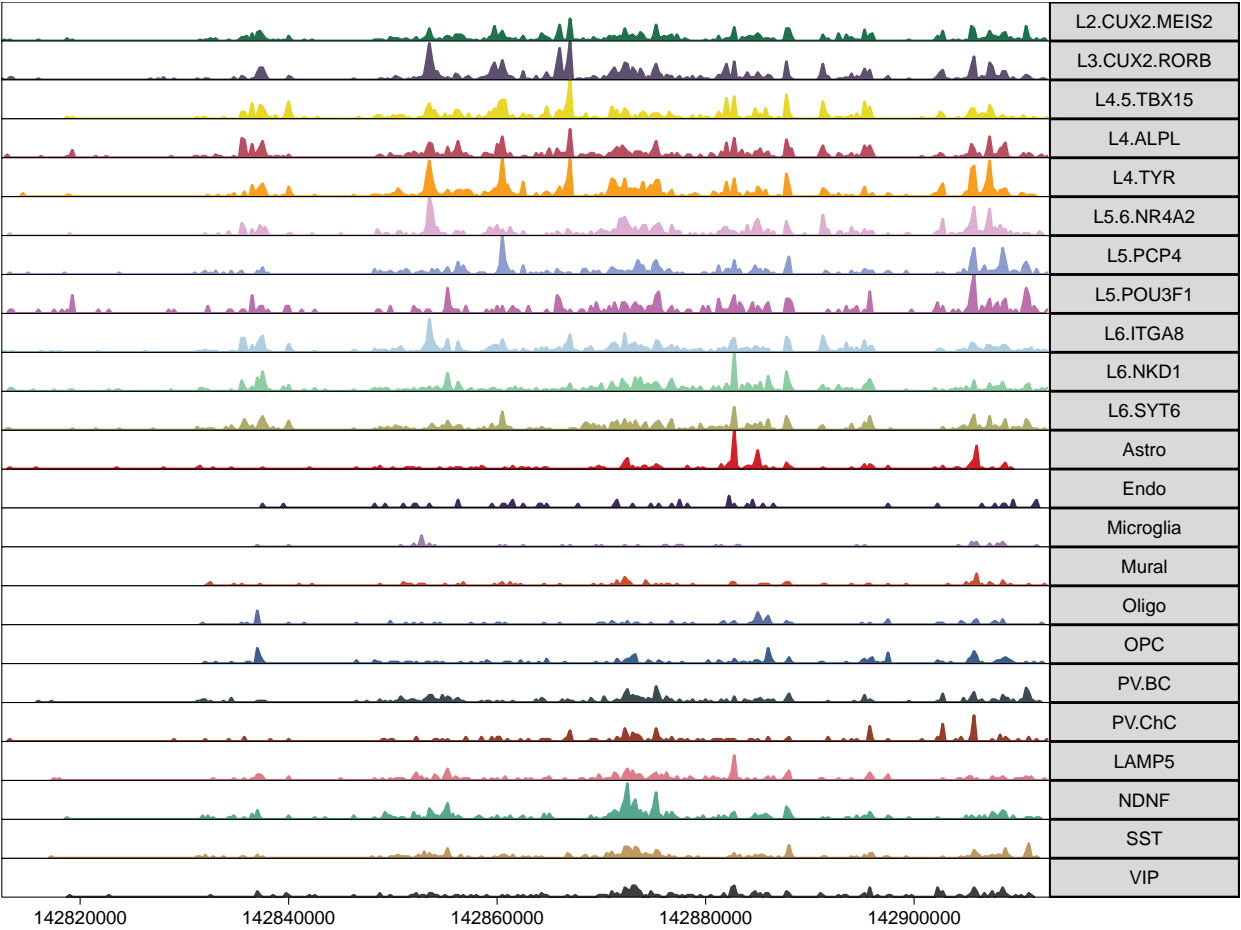 L2.CUX2.MEIS2
L3.CUX2.RORB
L4.5.TBX15
L4.ALPL
L4.TYR
L5.6.NR4A2
L5.PCP4
L5.POU3F1
L6.ITGA8
L6.NKD1
L6.SYT6
Astro
Endo
Microglia
Mural
Oligo
OPC
PV.BC
PV.ChC
LAMP5
NDNF
SST
VIP
142820000 142840000 142860000 142880000 142900000